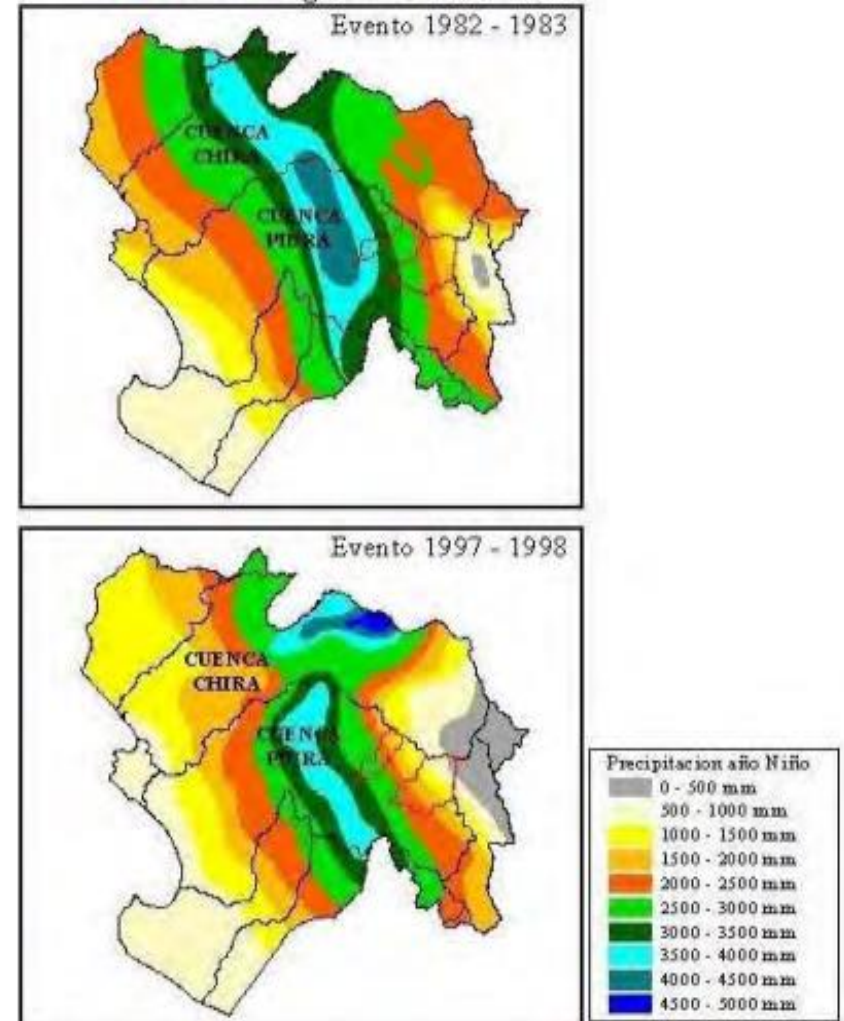 Evento 1982 - 1983
CUENCA
CHIRA
CUENCA
PIURA
Evento 1997 - 1998
CUENCA
CHIRA
CUENCA
PIURA
Precipitacion año Niño
0 - 500 mm
500 - 1000 mm
1000 - 1500 mm
1500 - 2000 mm
2000 - 2500 mm
2500 - 3000 mm
3000 - 3500 mm
3500 - 4000 mm
4000 - 4500 mm
4500 - 5000 mm